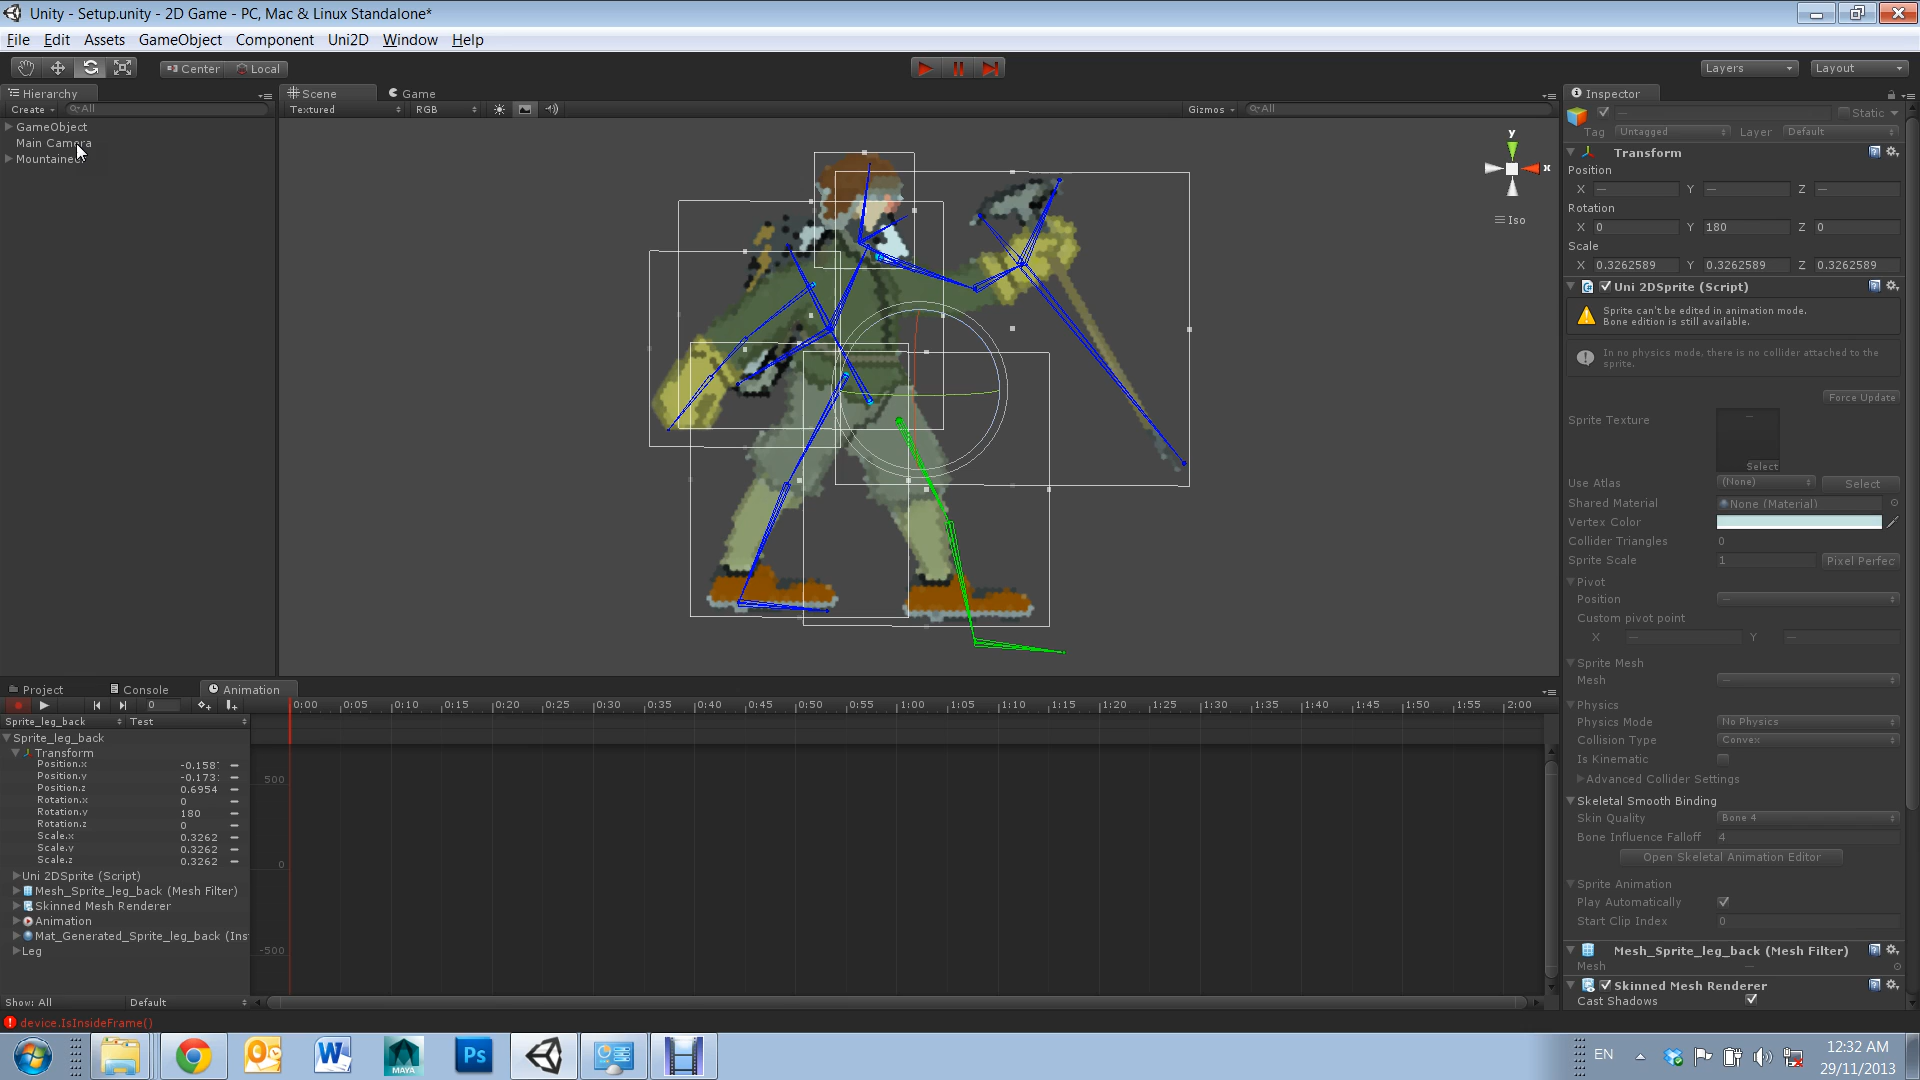 Unity - Setup.unity - 2D Game - PC, Mac & Linux Standalone*
File Edit Assets GameObject Component Uni2D Window Help
Center Local
Layers Layout
Hierarchy
Create All
GameObject
Main Camera
Mountaineer
Scene Game
Textured RGB Gizmos All
y
x
Iso
Inspector
Static
Tag Untagged Layer Default
Transform
Position
X — Y — Z —
Rotation
X 0 Y 180 Z 0
Scale
X 0.3262589 Y 0.3262589 Z 0.3262589
Uni 2DSprite (Script)
Sprite can't be edited in animation mode.
Bone edition is still available.
In no physics mode, there is no collider attached to the
sprite.
Force Update
Sprite Texture —
Select
Use Atlas (None) Select
Shared Material None (Material)
Vertex Color
Collider Triangles 0
Sprite Scale 1 Pixel Perfec
Pivot
Position —
Custom pivot point
X — Y —
Sprite Mesh
Mesh —
Physics
Physics Mode No Physics
Collision Type Convex
Is Kinematic
Advanced Collider Settings
Skeletal Smooth Binding
Skin Quality Bone 4
Bone Influence Falloff 4
Open Skeletal Animation Editor
Sprite Animation
Play Automatically
Start Clip Index 0
Mesh_Sprite_leg_back (Mesh Filter)
Mesh —
Skinned Mesh Renderer
Cast Shadows
Project Console Animation
0
0:00 0:05 0:10 0:15 0:20 0:25 0:30 0:35 0:40 0:45 0:50 0:55 1:00 1:05 1:10 1:15 1:20 1:25 1:30 1:35 1:40 1:45 1:50 1:55 2:00
Sprite_leg_back Test
Sprite_leg_back
Transform
Position.x -0.158
Position.y -0.173
Position.z 0.6954
Rotation.x 0
Rotation.y 180
Rotation.z 0
Scale.x 0.3262
Scale.y 0.3262
Scale.z 0.3262
Uni 2DSprite (Script)
Mesh_Sprite_leg_back (Mesh Filter)
Skinned Mesh Renderer
Animation
Mat_Generated_Sprite_leg_back (Ins
Leg
500
0
-500
Show: All Default
device.IsInsideFrame()
W MAYA Ps
EN
12:32 AM
29/11/2013